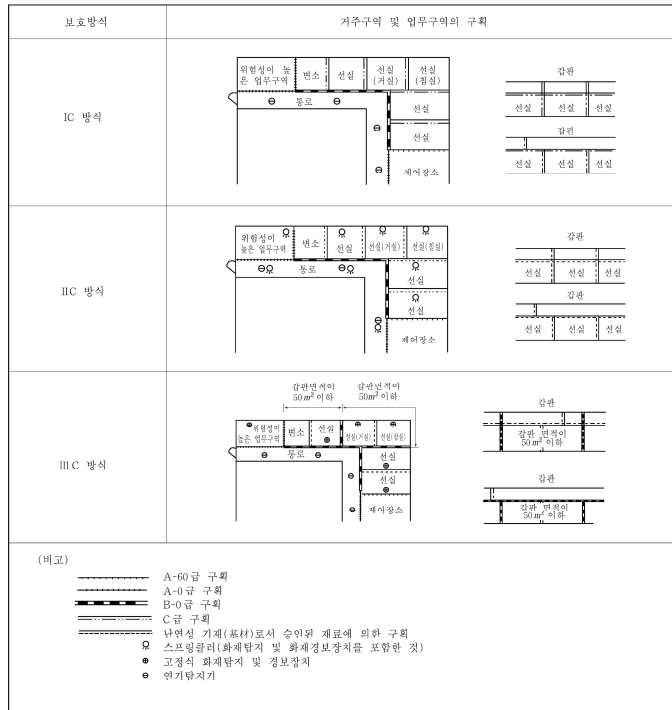 보호방식
거주구역 및 업무구역의 구획
IC 방식
위험성이 높
은 업무구역
변소
선실
선실
(거실)
선실
(침실)
통로
선실
선실
제어장소
갑판
선실 선실 선실
갑판
선실 선실 선실
IIC 방식
위험성이
높은 업무구역
변소
선실
선실(거실)
선실(침실)
통로
선실
선실
제어장소
갑판
선실 선실 선실
갑판
선실 선실 선실
IIIC 방식
갑판면적이
50m² 이하
갑판면적이
50m² 이하
위험성이
높은 업무구역
변소
선실
선실(거실)
선실(침실)
통로
선실
선실
제어장소
갑판
갑판 면적이
50m² 이하
갑판
갑판 면적이
50m² 이하
(비고)
A-60급 구획
A-0급 구획
B-0급 구획
C급 구획
난연성 기재(基材)로서 승인된 재료에 의한 구획
스프링클러(화재탐지 및 화재경보장치를 포함한 것)
고정식 화재탐지 및 경보장치
연기탐지기